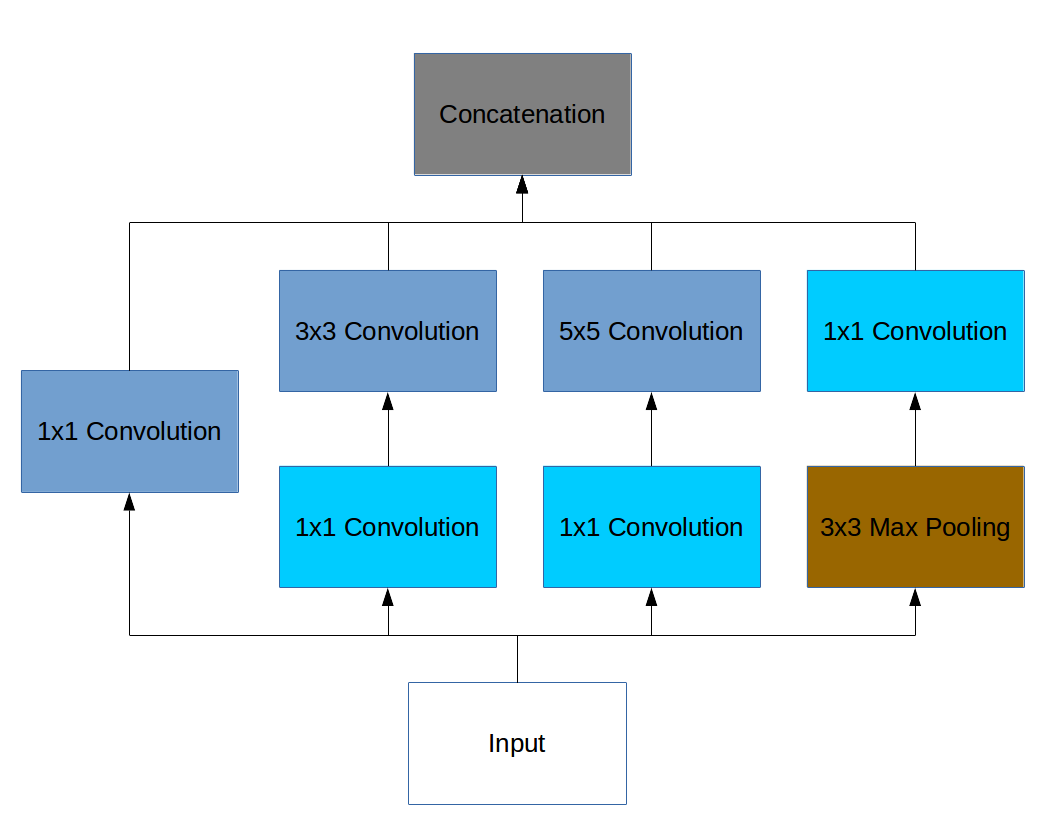 Concatenation
3x3 Convolution
5x5 Convolution
1x1 Convolution
1x1 Convolution
1x1 Convolution
1x1 Convolution
3x3 Max Pooling
Input